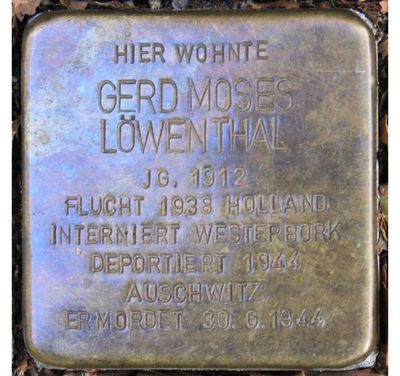 HIER WOHNTE
GERD MOSES
LÖWENTHAL
JG. 1912
FLUCHT 1938 HOLLAND
INTERNIERT WESTERBORK
DEPORTIERT 1944
AUSCHWITZ
ERMORDET 30.6.1944